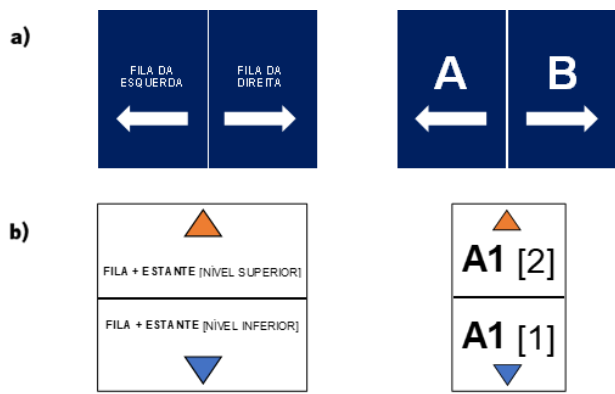 a)
FILA DA
ESQUERDA
FILA DA
DIREITA
A
B
b)
FILA + ESTANTE [NÍVEL SUPERIOR]
FILA + ESTANTE [NÍVEL INFERIOR]
A1 [2]
A1 [1]